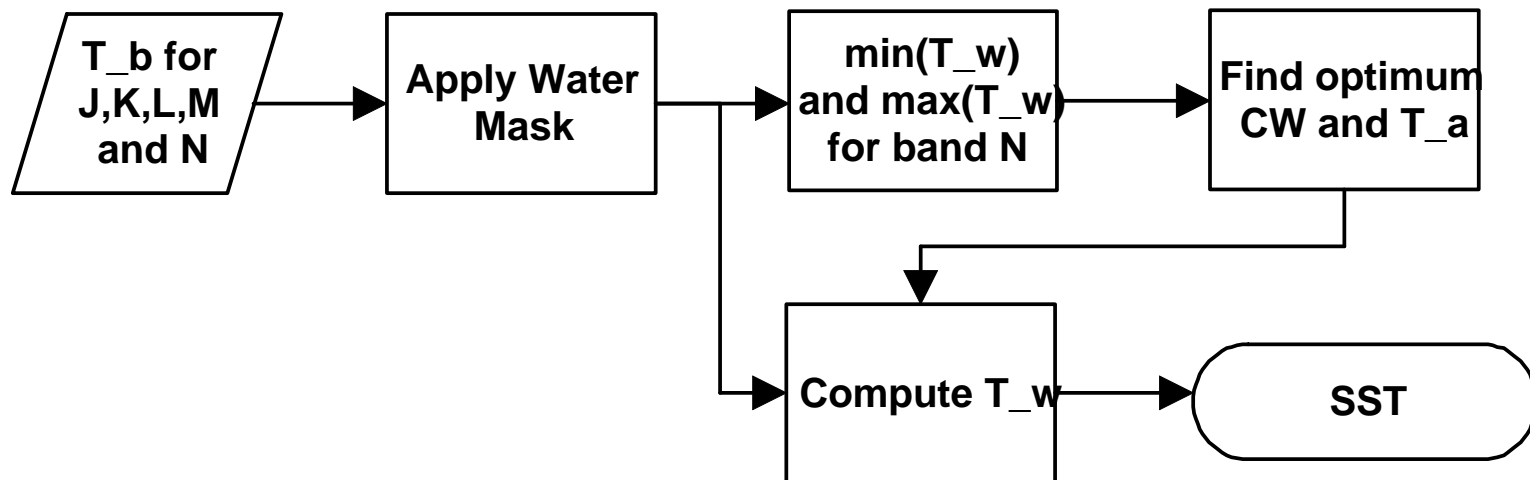 T_b for
J,K,L,M
and N
Apply Water
Mask
min(T_w)
and max(T_w)
for band N
Find optimum
CW and T_a
Compute T_w
SST